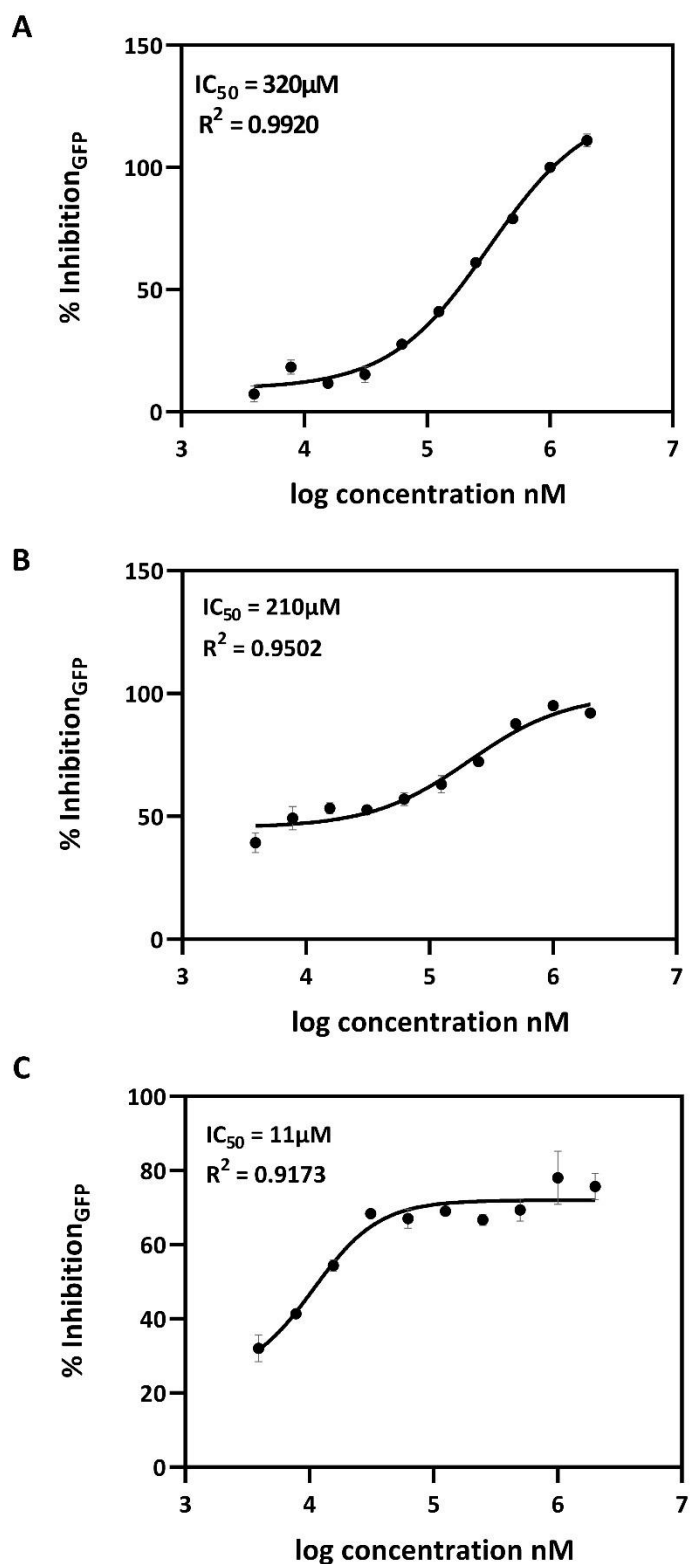 A
150
IC50 = 320µM
R2 = 0.9920
100
% InhibitionGFP
50
0
3 4 5 6 7
log concentration nM
B
150
IC50 = 210µM
R2 = 0.9502
100
% InhibitionGFP
50
0
3 4 5 6 7
log concentration nM
C
100
IC50 = 11µM
R2 = 0.9173
80
60
% InhibitionGFP
40
20
0
3 4 5 6 7
log concentration nM